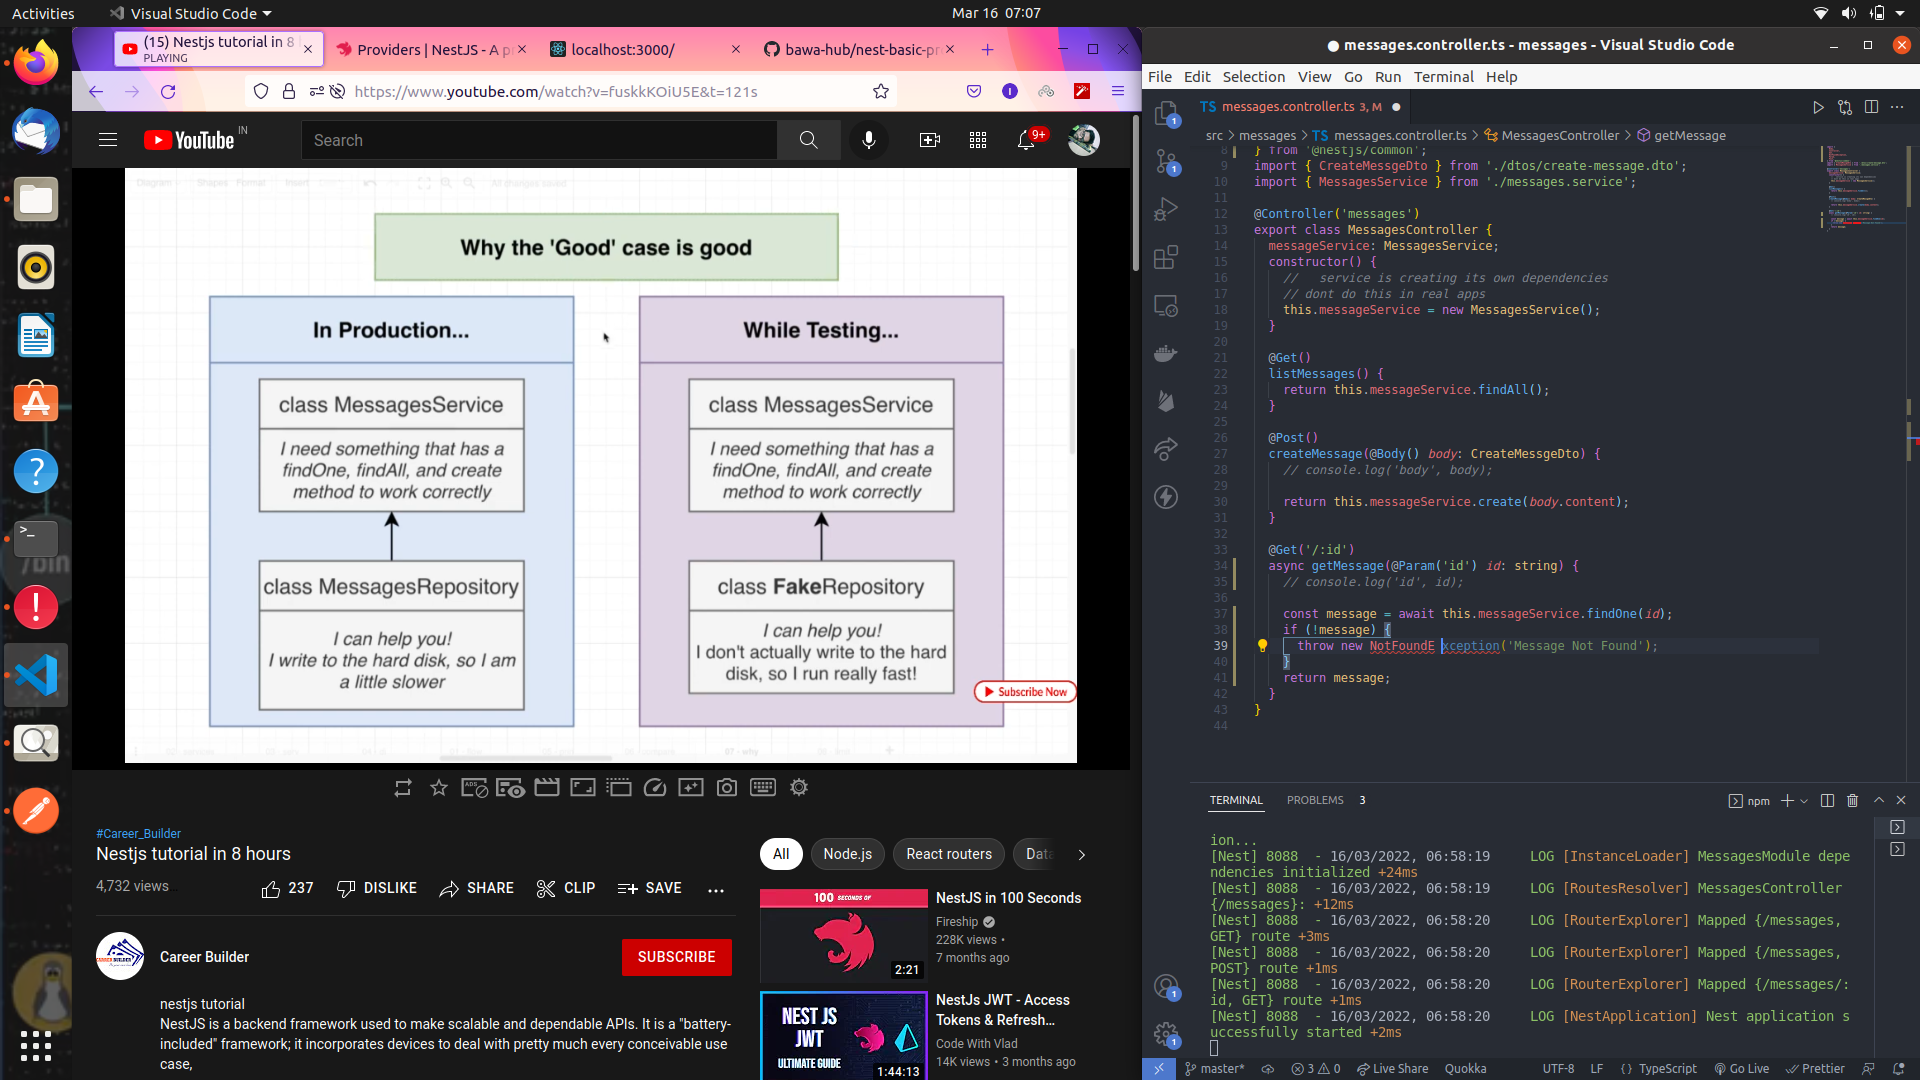 Activities
Visual Studio Code
Mar 16 07:07
(15) Nestjs tutorial in 8
PLAYING
Providers | NestJS - A p
localhost:3000/
bawa-hub/nest-basic-pr
https://www.youtube.com/watch?v=fuskkKOiU5E&t=121s
YouTube IN
Search
9+
Diagram
Shapes
Format
Insert
All changes saved
Why the 'Good' case is good
In Production...
class MessagesService
I need something that has a
findOne, findAll, and create
method to work correctly
class MessagesRepository
I can help you!
I write to the hard disk, so I am
a little slower
While Testing...
class MessagesService
I need something that has a
findOne, findAll, and create
method to work correctly
class FakeRepository
I can help you!
I don't actually write to the hard
disk, so I run really fast!
Subscribe Now
07 - why
#Career_Builder
Nestjs tutorial in 8 hours
4,732 views
237
DISLIKE
SHARE
CLIP
SAVE
Career Builder
SUBSCRIBE
nestjs tutorial
NestJS is a backend framework used to make scalable and dependable APIs. It is a "battery-
included" framework; it incorporates devices to deal with pretty much every conceivable use
case,
All
Node.js
React routers
Data
100 SECONDS OF
2:21
NestJS in 100 Seconds
Fireship
228K views •
7 months ago
NEST JS
JWT
ULTIMATE GUIDE
1:44:13
NestJs JWT - Access
Tokens & Refresh...
Code With Vlad
14K views • 3 months ago
messages.controller.ts - messages - Visual Studio Code
File Edit Selection View Go Run Terminal Help
TS messages.controller.ts 3, M
src > messages > TS messages.controller.ts > MessagesController > getMessage
8 } from '@nestjs/common';
9 import { CreateMessgeDto } from './dtos/create-message.dto';
10 import { MessagesService } from './messages.service';
11
12 @Controller('messages')
13 export class MessagesController {
14 messageService: MessagesService;
15 constructor() {
16 // service is creating its own dependencies
17 // dont do this in real apps
18 this.messageService = new MessagesService();
19 }
20
21 @Get()
22 listMessages() {
23 return this.messageService.findAll();
24 }
25
26 @Post()
27 createMessage(@Body() body: CreateMessgeDto) {
28 // console.log('body', body);
29
30 return this.messageService.create(body.content);
31 }
32
33 @Get('/:id')
34 async getMessage(@Param('id') id: string) {
35 // console.log('id', id);
36
37 const message = await this.messageService.findOne(id);
38 if (!message) {
39 throw new NotFoundE xception('Message Not Found');
40 }
41 return message;
42 }
43 }
44
TERMINAL
PROBLEMS 3
npm
ion...
[Nest] 8088 - 16/03/2022, 06:58:19 LOG [InstanceLoader] MessagesModule depe
ndencies initialized +24ms
[Nest] 8088 - 16/03/2022, 06:58:19 LOG [RoutesResolver] MessagesController
{/messages}: +12ms
[Nest] 8088 - 16/03/2022, 06:58:20 LOG [RouterExplorer] Mapped {/messages,
GET} route +3ms
[Nest] 8088 - 16/03/2022, 06:58:20 LOG [RouterExplorer] Mapped {/messages,
POST} route +1ms
[Nest] 8088 - 16/03/2022, 06:58:20 LOG [RouterExplorer] Mapped {/messages/:
id, GET} route +1ms
[Nest] 8088 - 16/03/2022, 06:58:20 LOG [NestApplication] Nest application s
uccessfully started +2ms
master*
3 0
Live Share
Quokka
UTF-8
LF
TypeScript
Go Live
Prettier